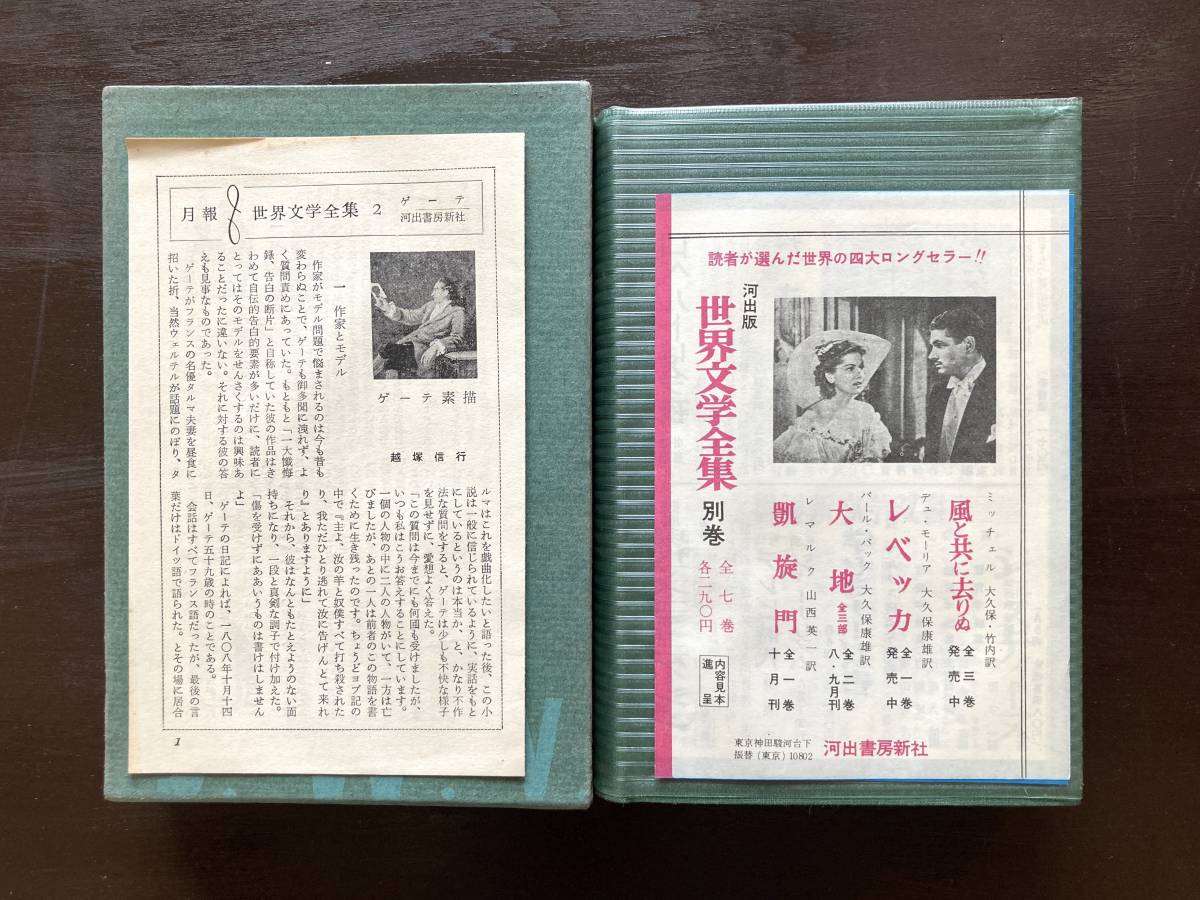 月報 世界文学全集 2 ゲーテ
河出書房新社
ゲーテ素描
越塚信行
一 作家とモデル
作家がモデル問題で悩まされるのは今も昔も
変わらぬことで、ゲーテも御多聞に洩れず、よ
く質問責めにあっていた。もともと「一大懺悔
録、告白の断片」と自称していた彼の作品はき
わめて自伝的告白的要素が多いだけに、読者に
とってはそのモデルをせんさくするのは興味あ
ることだったに違いない。それに対する彼の答
えも見事なものであった。
ゲーテがフランスの名優タルマ夫妻を昼食に
招いた折、当然ウェルテルが話題にのぼり、タ
ルマはこれを戯曲化したいと語った後、この小
説は一般に信じられているように、実話をもと
にしているというのは本当か、と、かなり不作
法な質問をすると、ゲーテは少しも不快な様子
を見せずに、愛想よく答えた。
「この質問は今までにも何回も受けましたが、
いつも私はこうお答えすることにしています。
一個の人物の中に二人の人物がいて、一方は亡
びましたが、あとの一人は前者のこの物語を書
くために生き残ったのです。ちょうどヨブ記の
中で『主よ、汝の羊と奴僕すべて打ち殺された
り、我ただひとり逃れて汝に告げんとて来れ
り』とありますように」
それから、彼はなんともたとえようのない面
持ちになり、一段と真剣な調子で付け加えた。
「傷を受けずにああいうものは書けはしません
よ」
ゲーテの日記によれば、一八〇八年十月十四
日、ゲーテ五十九歳の時のことである。
会話はすべてフランス語だったが、最後の言
葉だけはドイツ語で語られた。とその場に居合
1
読者が選んだ世界の四大ロングセラー!!
河出版
世界文学全集 別巻
全七巻
各二九〇円
内容見本
進呈
ミッチェル 大久保・竹内訳
風と共に去りぬ 全三巻 発売中
デュ・モーリア 大久保康雄訳
レベッカ 全一巻 発売中
パール・バック 大久保康雄訳
大地 全三部 全二巻 八・九月刊
レマルク 山西英一訳
凱旋門 全一巻 十月刊
東京神田駿河台下
振替(東京)10802
河出書房新社